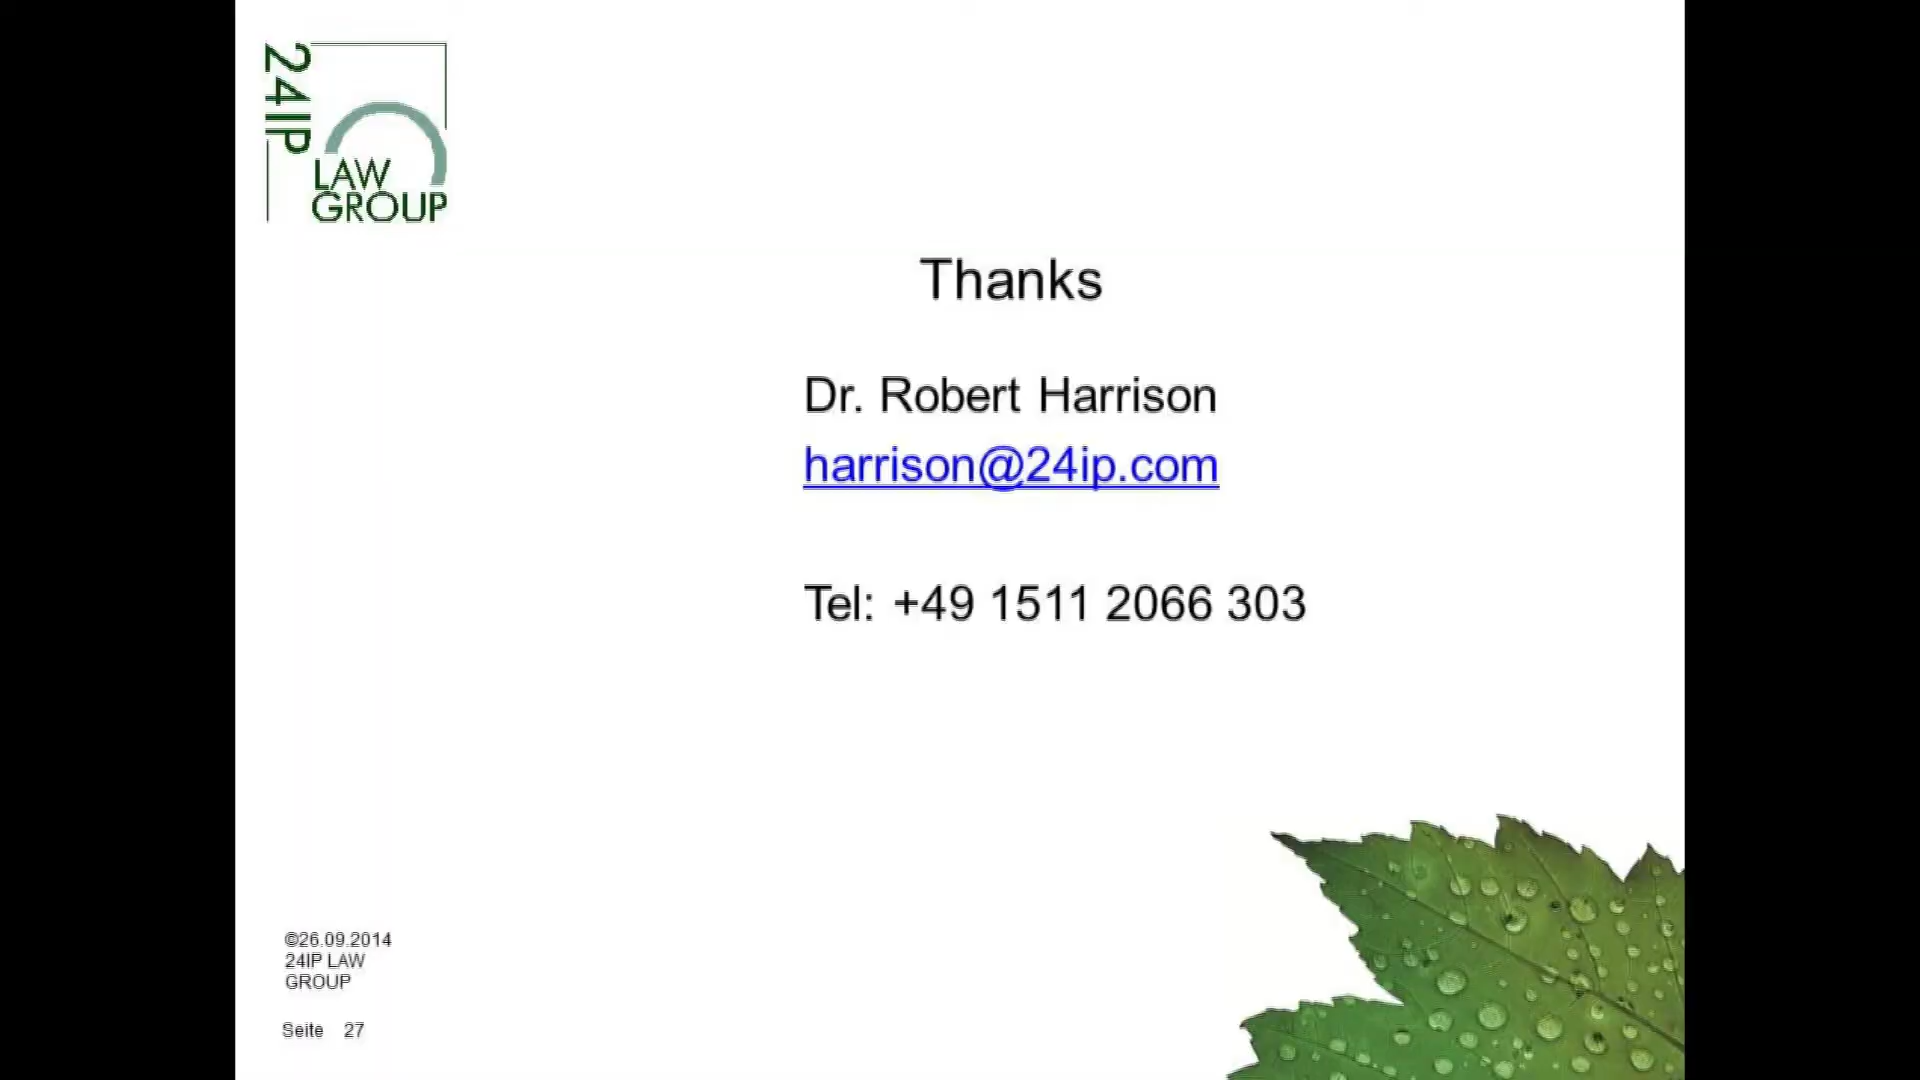 24IP
LAW
GROUP
Thanks
Dr. Robert Harrison
harrison@24ip.com
Tel: +49 1511 2066 303
©26.09.2014
24IP LAW
GROUP
Seite 27